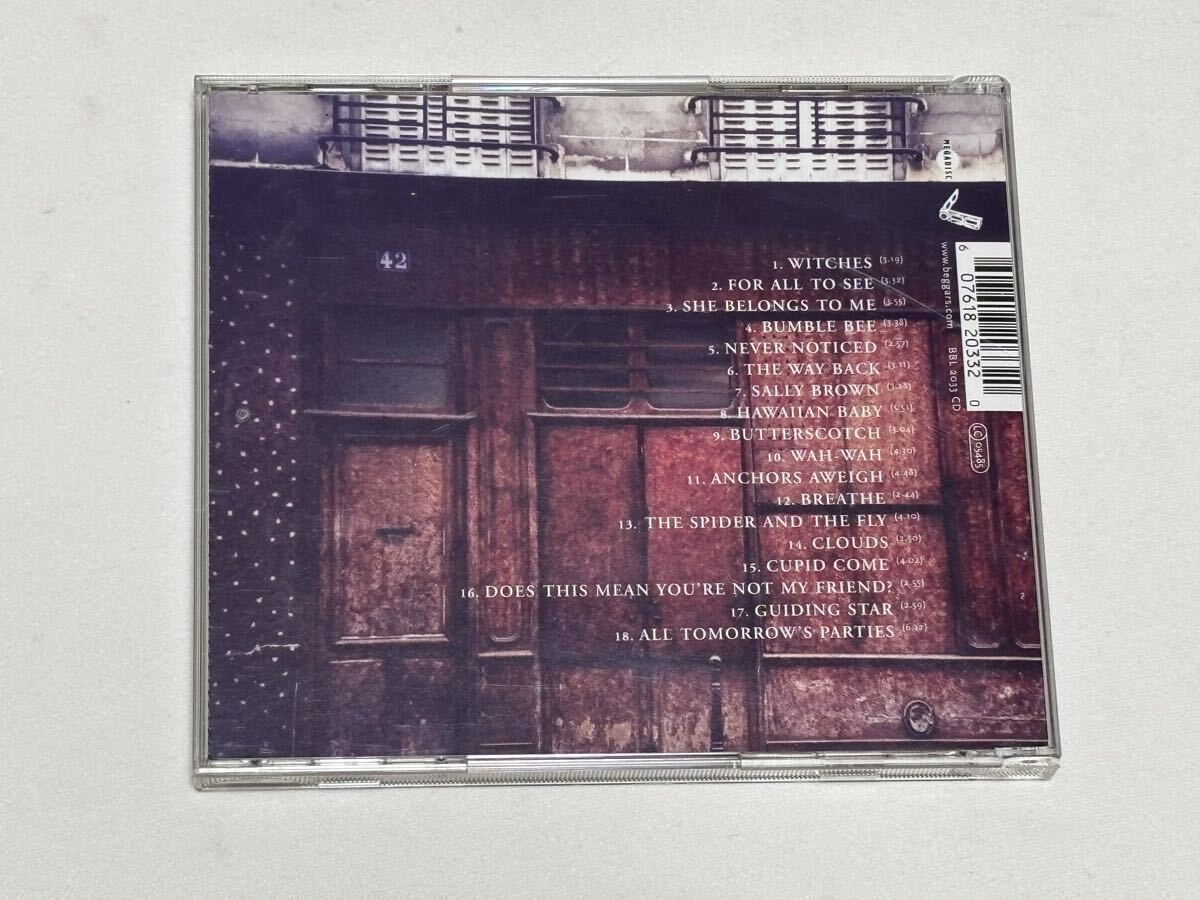 42
1. WITCHES (3.19)
2. FOR ALL TO SEE (3.32)
3. SHE BELONGS TO ME (3.55)
4. BUMBLE BEE (3.38)
5. NEVER NOTICED (2.57)
6. THE WAY BACK (3.11)
7. SALLY BROWN (3.28)
8. HAWAIIAN BABY (5.51)
9. BUTTERSCOTCH (3.04)
10. WAH-WAH (4.30)
11. ANCHORS AWEIGH (4.48)
12. BREATHE (2.44)
13. THE SPIDER AND THE FLY (4.10)
14. CLOUDS (2.50)
15. CUPID COME (4.02)
16. DOES THIS MEAN YOU'RE NOT MY FRIEND? (2.55)
17. GUIDING STAR (2.59)
18. ALL TOMORROW'S PARTIES (6.12)
MEGADISC
www.beggars.com
BBL 2033 CD
6 07618 20332 0
LC 05485